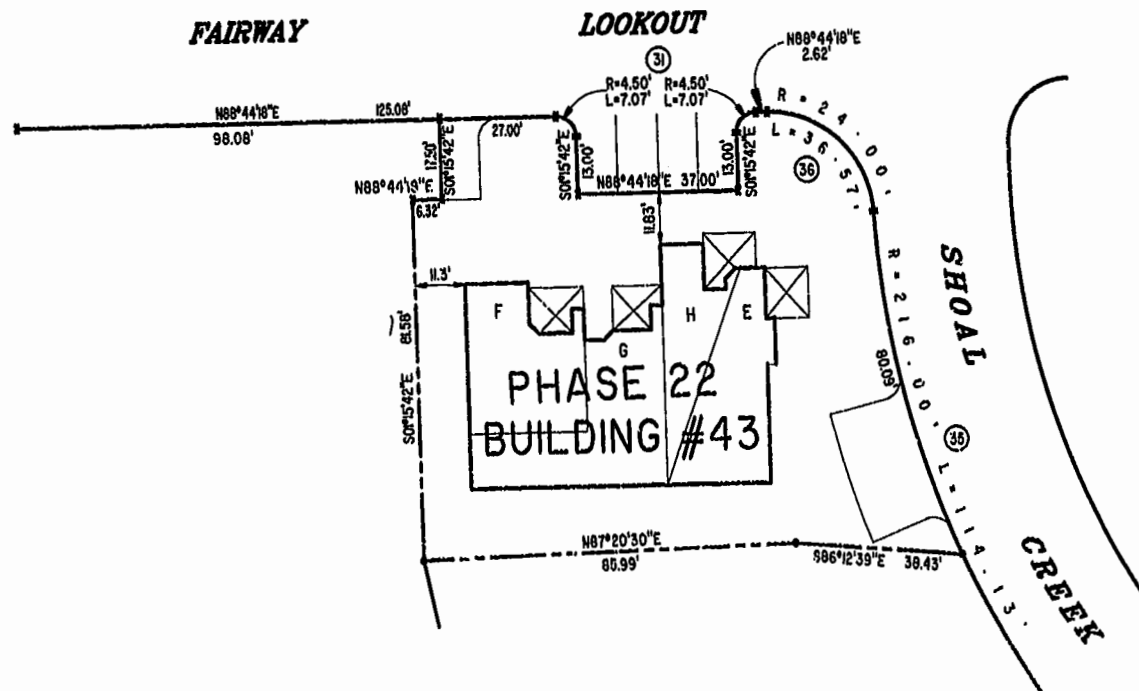 FAIRWAY LOOKOUT
N88°44'18"E
2.62'
31
R=4.50' R=4.50'
L=7.07' L=7.07'
N88°44'18"E 125.08'
98.08'
27.00'
R = 24.00'
L = 36.57'
36
17.50'
S01°15'42"E
S01°15'42"E
13.00'
13.00'
S01°15'42"E
N88°44'18"E 37.00'
N88°44'19"E
6.32'
11.83'
11.3'
81.58'
S01°15'42"E
F
G
H
E
PHASE 22
BUILDING #43
SHOAL
CREEK
R = 216.00'
L = 114.13'
80.09'
35
N87°20'30"E
85.99'
S86°12'39"E 38.43'